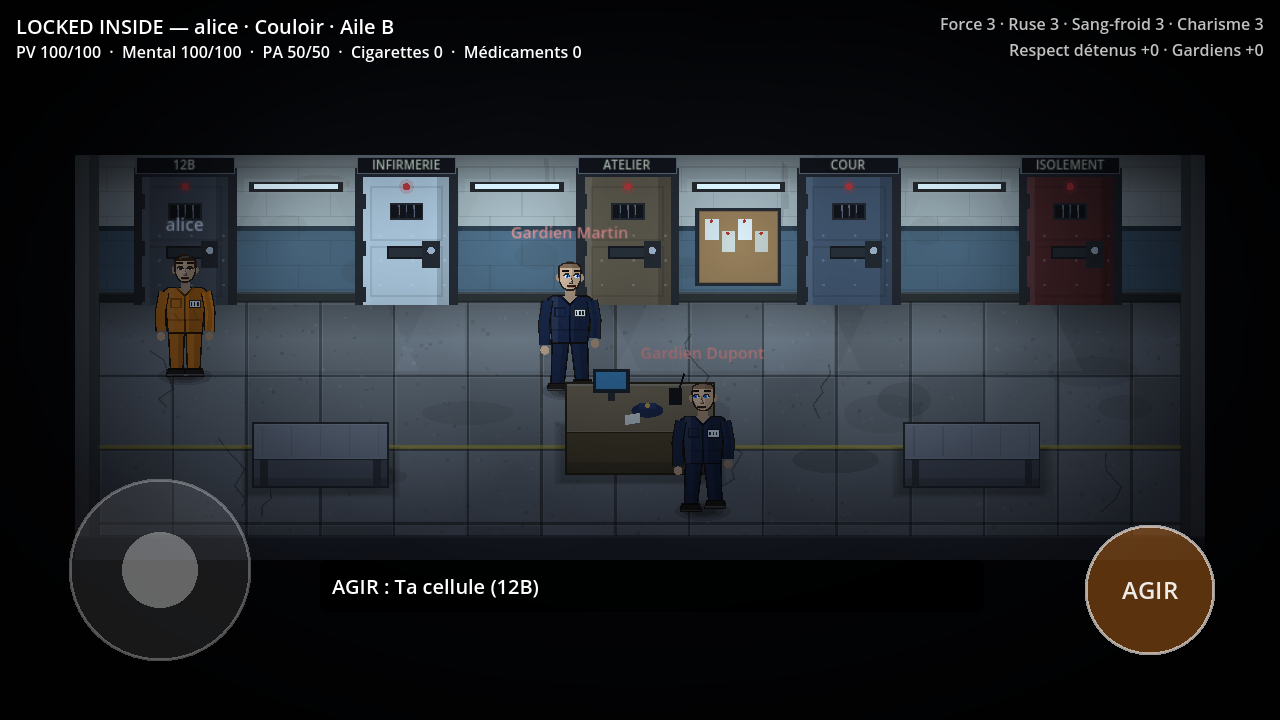 LOCKED INSIDE — alice · Couloir · Aile B
PV 100/100 · Mental 100/100 · PA 50/50 · Cigarettes 0 · Médicaments 0
Force 3 · Ruse 3 · Sang-froid 3 · Charisme 3
Respect détenus +0 · Gardiens +0
12B
INFIRMERIE
ATELIER
COUR
ISOLEMENT
alice
Gardien Martin
Gardien Dupont
AGIR : Ta cellule (12B)
AGIR